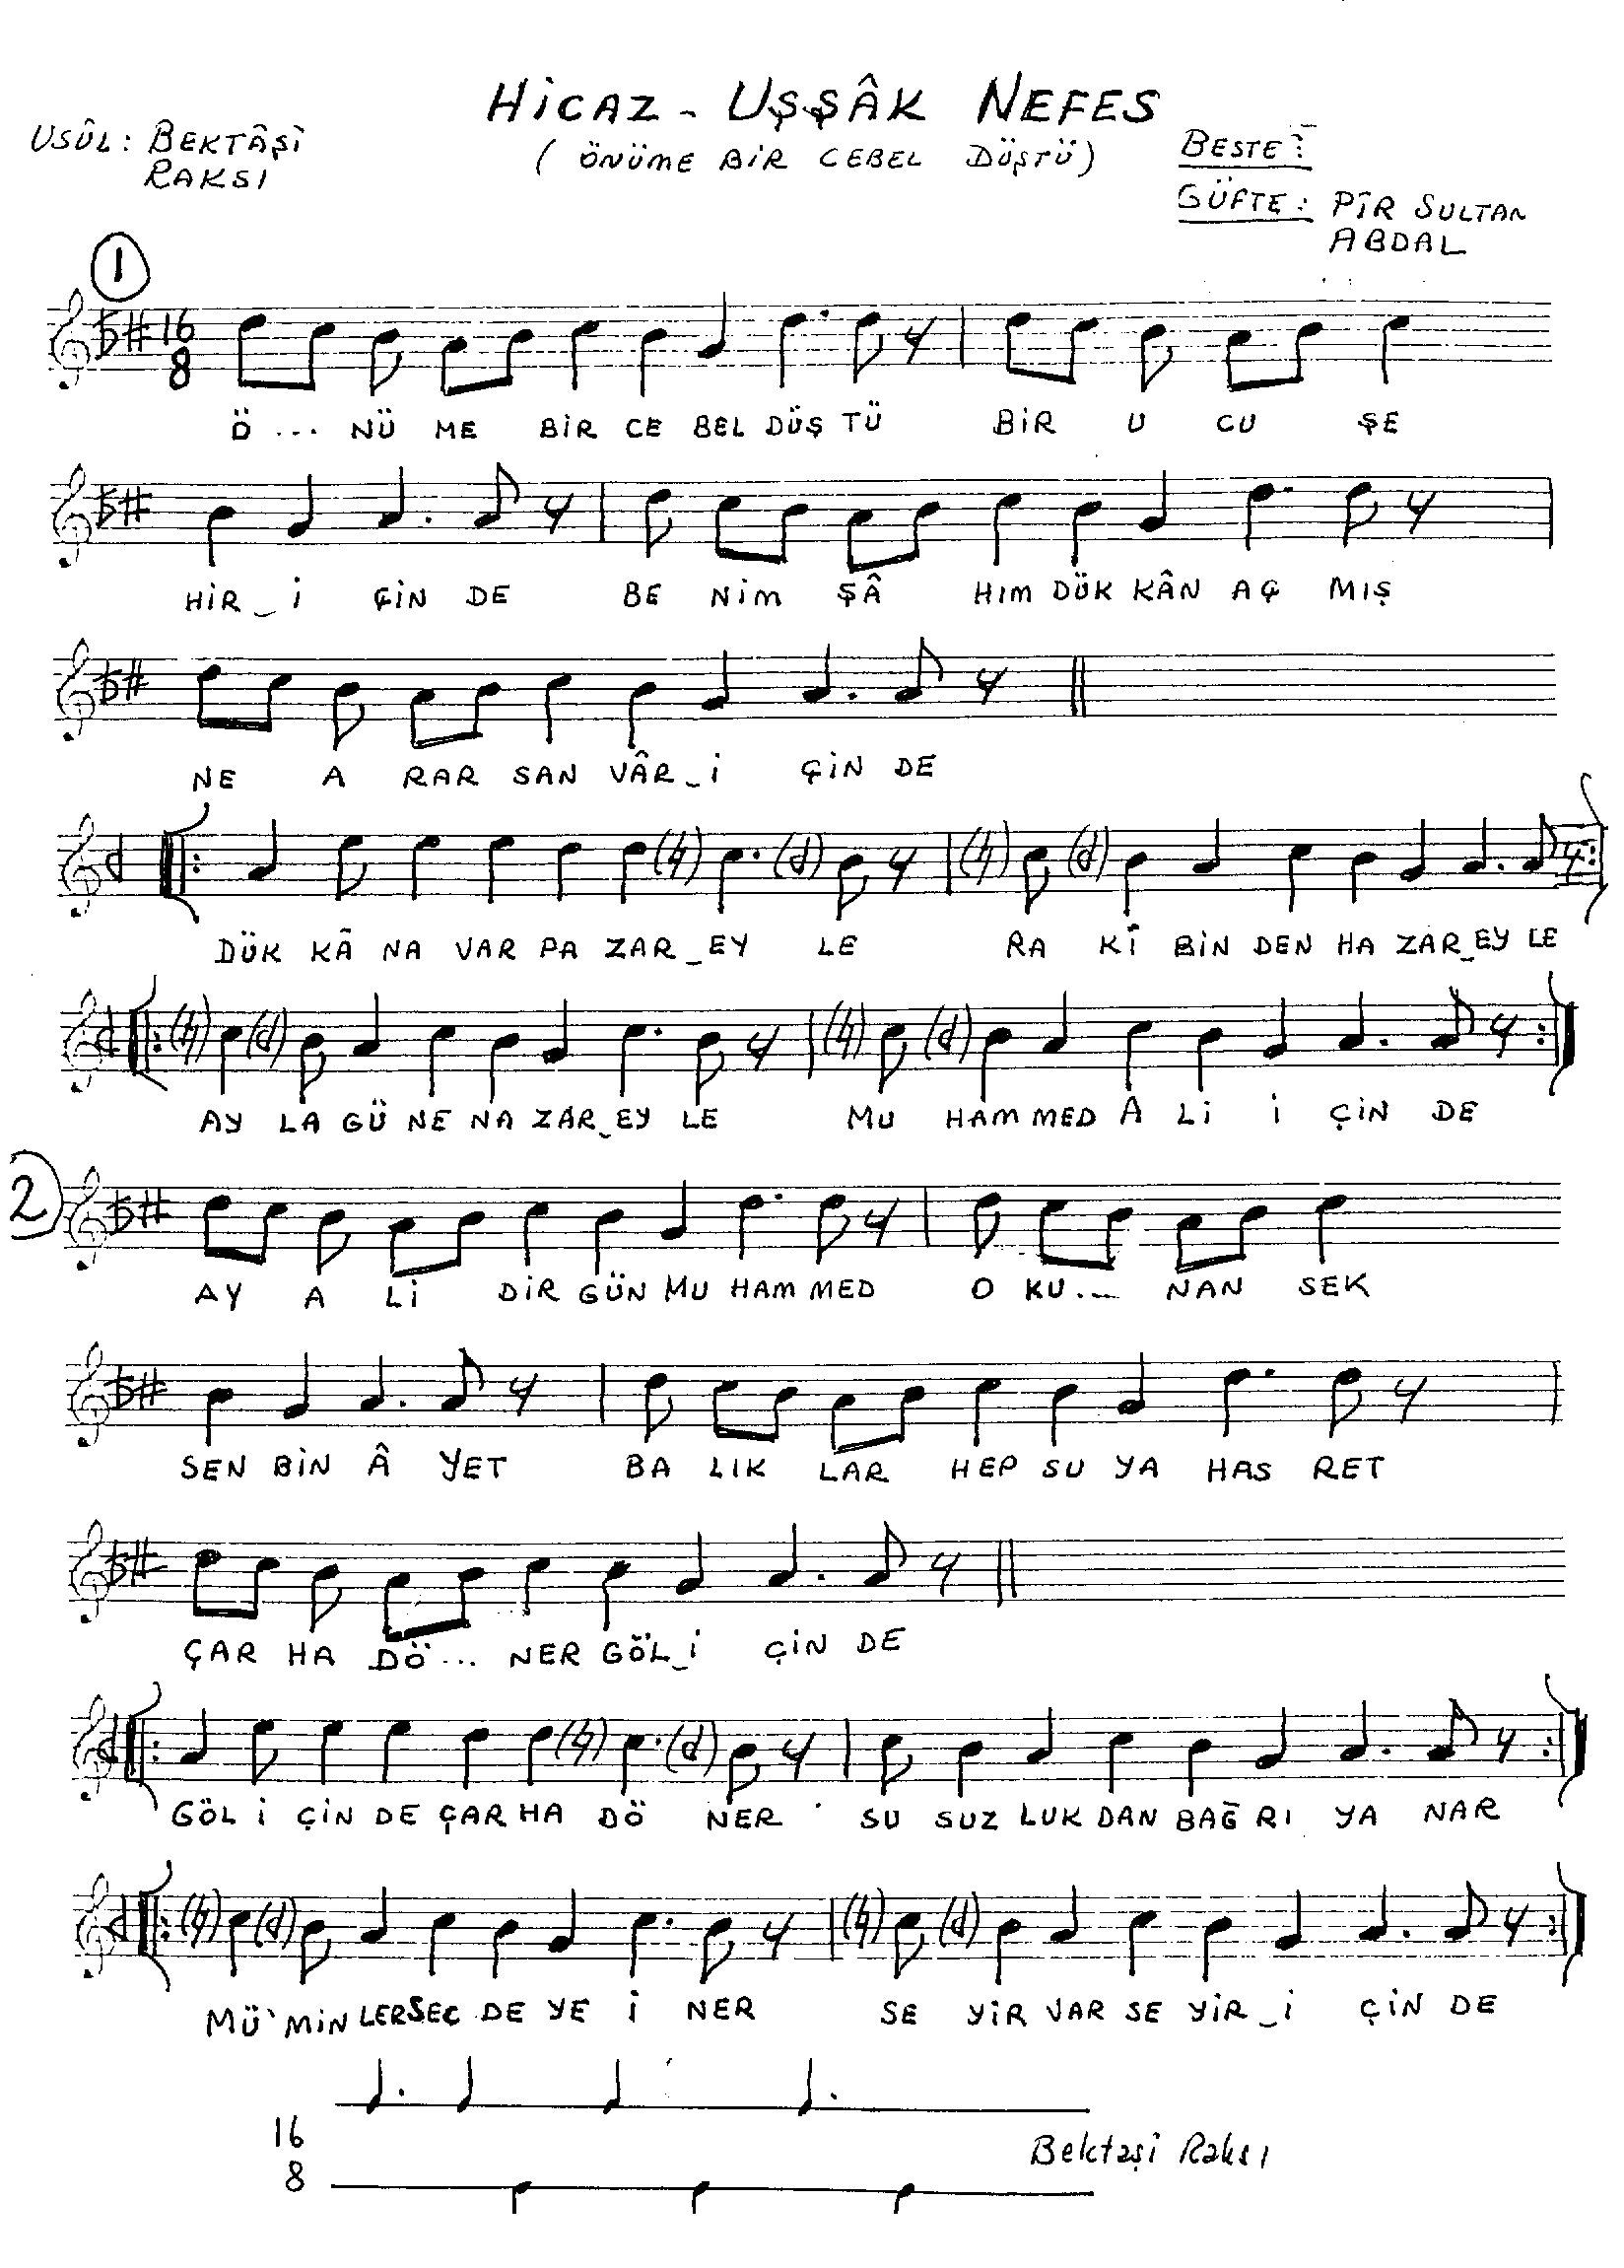 HİCAZ - UŞŞÂK NEFES
USÛL: BEKTÂŞİ RAKSI
( ÖNÜME BİR CEBEL DÜŞTÜ )
BESTE :
GÜFTE : PÎR SULTAN ABDAL
1
16
8
Ö ... NÜ ME BİR CE BEL DÜŞ TÜ BİR U CU ŞE
HİR_İ ÇİN DE BE NİM ŞÂ HIM DÜK KÂN AÇ MIŞ
NE A RAR SAN VÂR_İ ÇİN DE
DÜK KÂ NA VAR PA ZAR_EY LE RA KÎ BİN DEN HA ZAR_EY LE
AY LA GÜ NE NA ZAR_EY LE MU HAM MED A Lİ İ ÇİN DE
2
AY A Lİ DİR GÜN MU HAM MED O KU... NAN SEK
SEN BİN Â YET BA LIK LAR HEP SU YA HAS RET
ÇAR HA DÖ... NER GÖL_İ ÇİN DE
GÖL İ ÇİN DE ÇAR HA DÖ NER SU SUZ LUK DAN BAĞ RI YA NAR
MÜ'MİN LER SEC DE YE İ NER SE YİR VAR SE YİR_İ ÇİN DE
16
8
Bektaşî Raksı